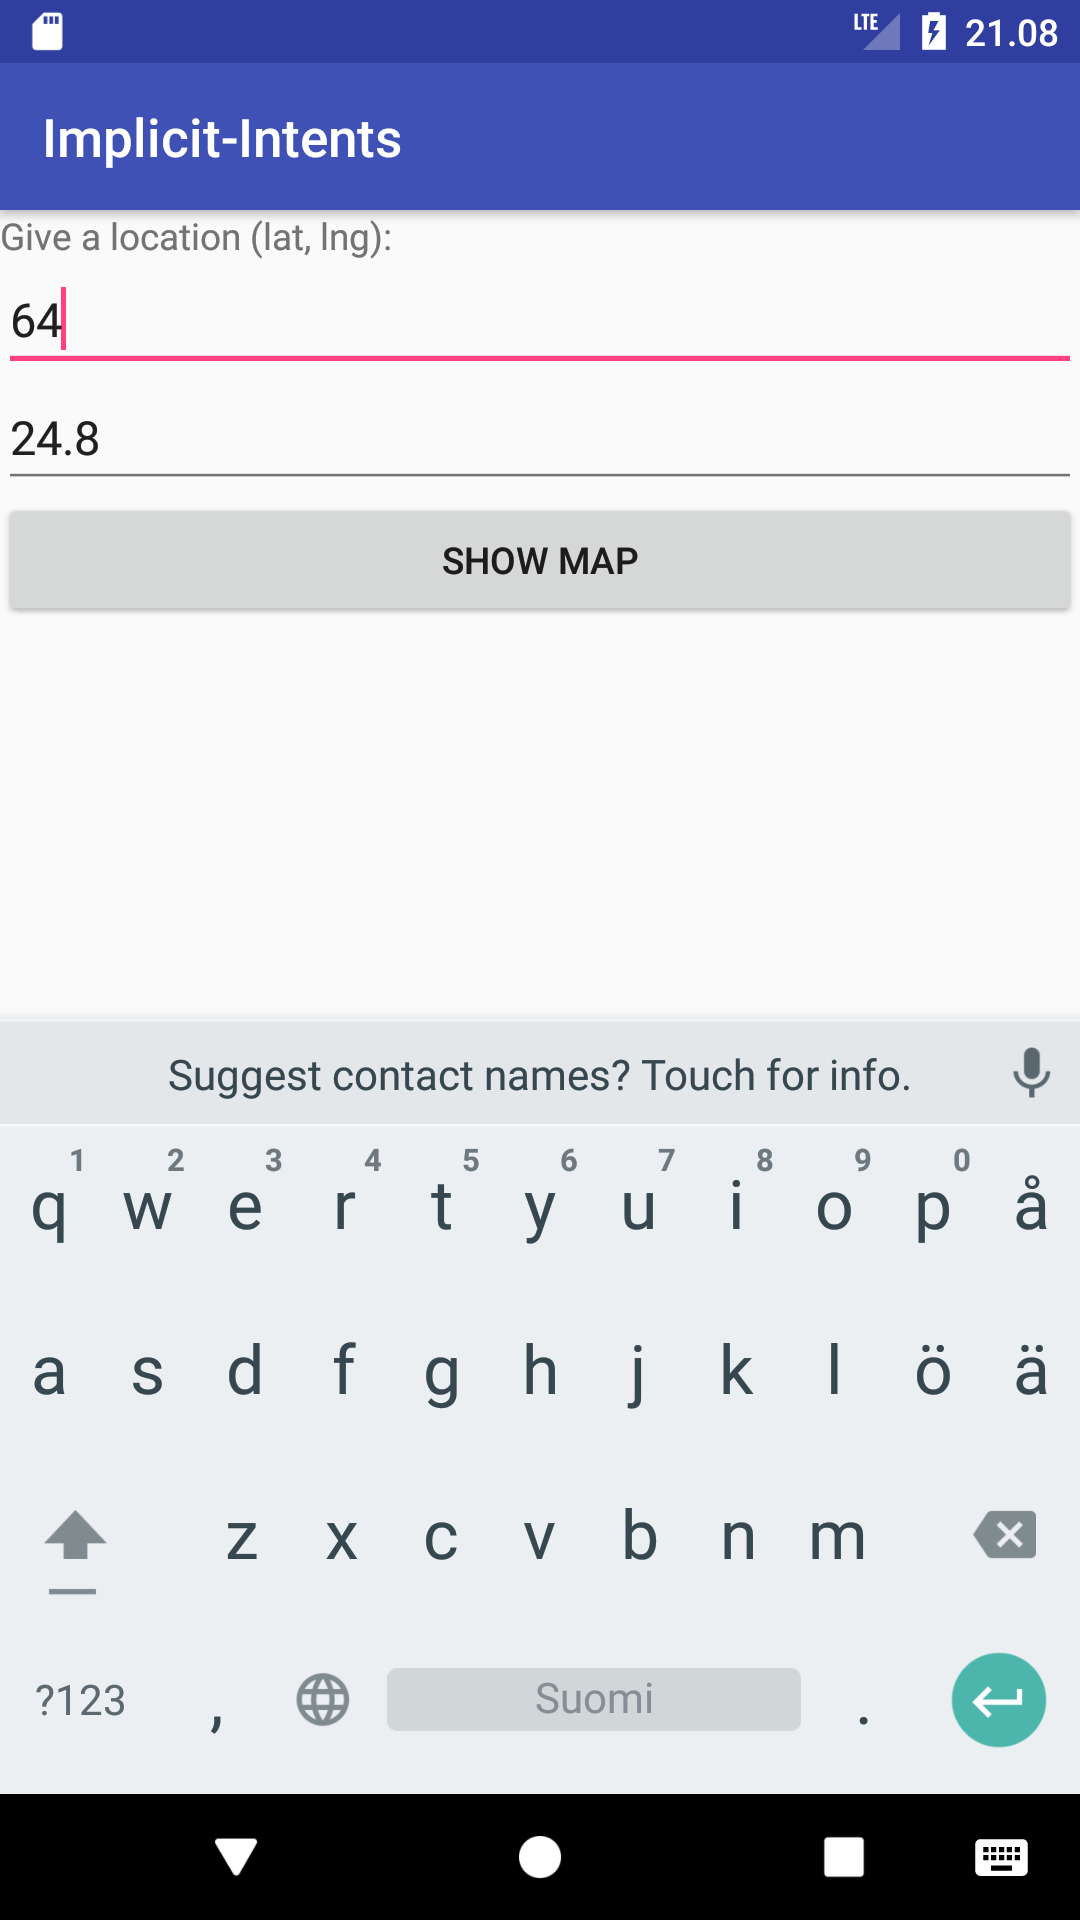 LTE 21.08
Implicit-Intents
Give a location (lat, lng):
64
24.8
SHOW MAP
Suggest contact names? Touch for info.
1 2 3 4 5 6 7 8 9 0
q w e r t y u i o p å
a s d f g h j k l ö ä
z x c v b n m
?123 , Suomi .